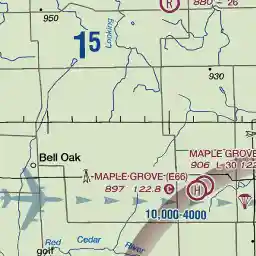 950
R
880 - 26
Looking
1⁵
930
MAPLE GROVE
Bell Oak
906 L 30 122
MAPLE GROVE (E66)
897 122.8 C
H
10,000-4000
Red Cedar River
golf